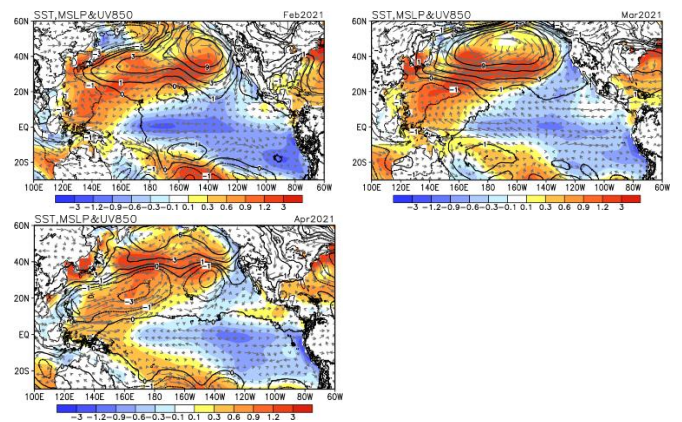 SST,MSLP&UV850 Feb2021
60N
40N
20N
EQ
20S
100E 120E 140E 160E 180 160W 140W 120W 100W 80W 60W
-3 -1.2-0.9-0.6-0.3-0.1 0.1 0.3 0.6 0.9 1.2 3
SST,MSLP&UV850 Mar2021
60N
40N
20N
EQ
20S
100E 120E 140E 160E 180 160W 140W 120W 100W 80W 60W
-3 -1.2-0.9-0.6-0.3-0.1 0.1 0.3 0.6 0.9 1.2 3
SST,MSLP&UV850 Apr2021
60N
40N
20N
EQ
20S
100E 120E 140E 160E 180 160W 140W 120W 100W 80W 60W
-3 -1.2-0.9-0.6-0.3-0.1 0.1 0.3 0.6 0.9 1.2 3